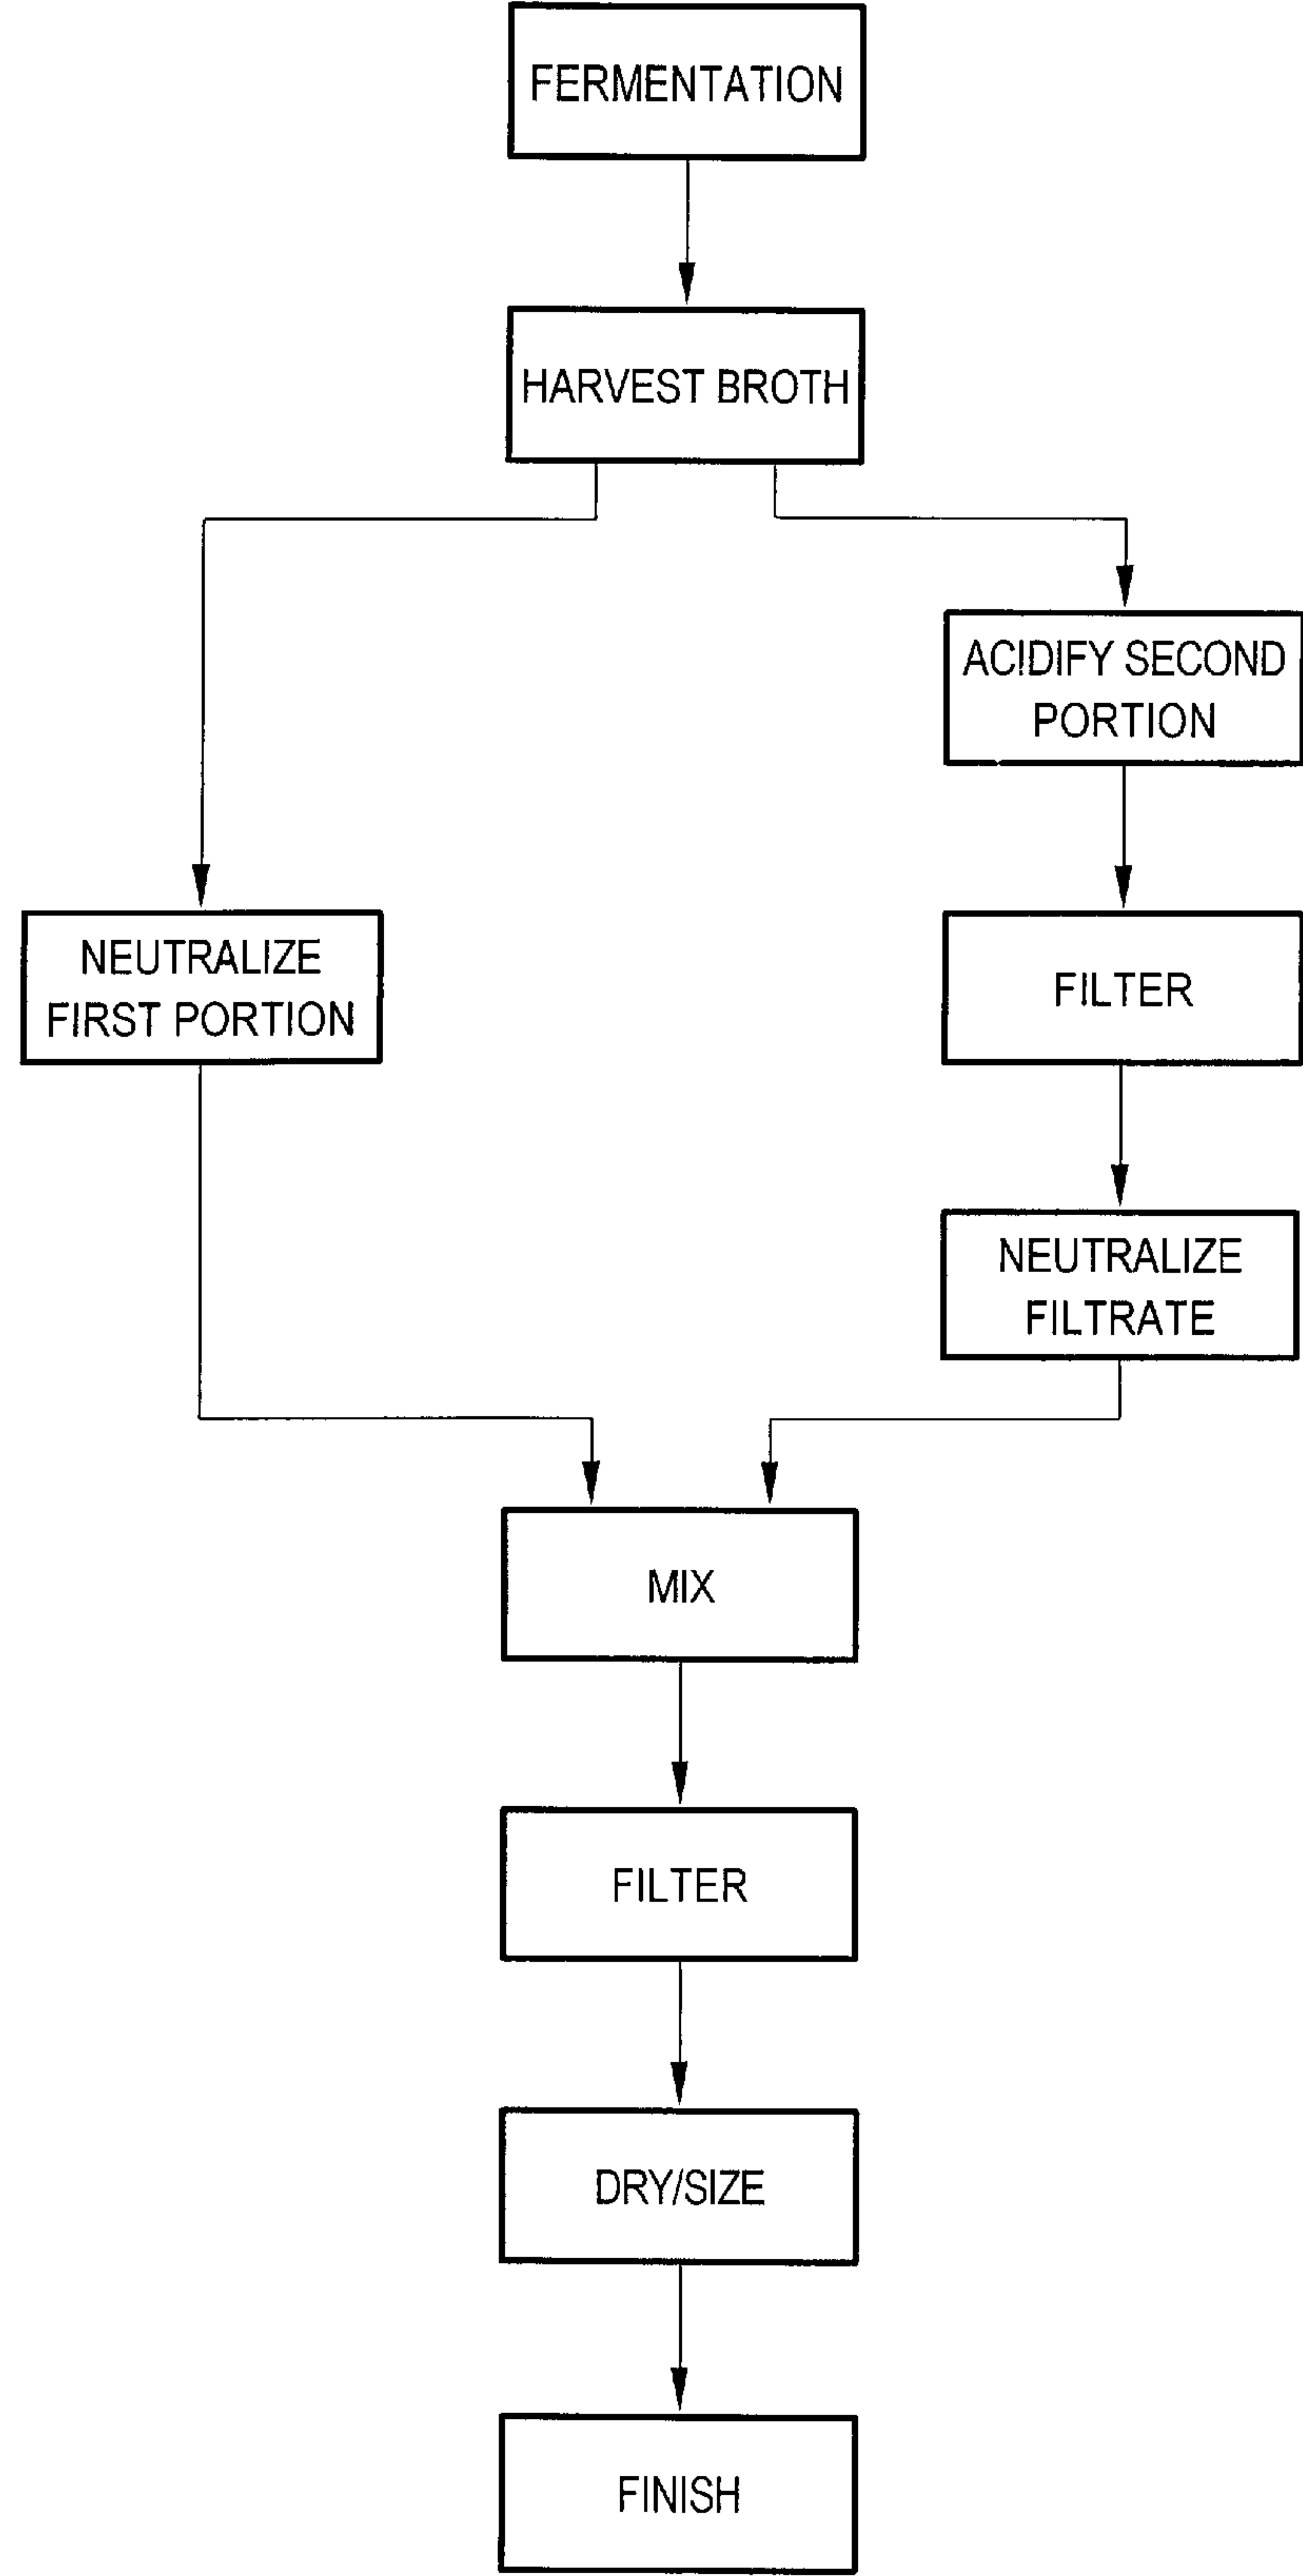 FERMENTATION
HARVEST BROTH
ACIDIFY SECOND
PORTION
NEUTRALIZE
FIRST PORTION
FILTER
NEUTRALIZE
FILTRATE
MIX
FILTER
DRY/SIZE
FINISH